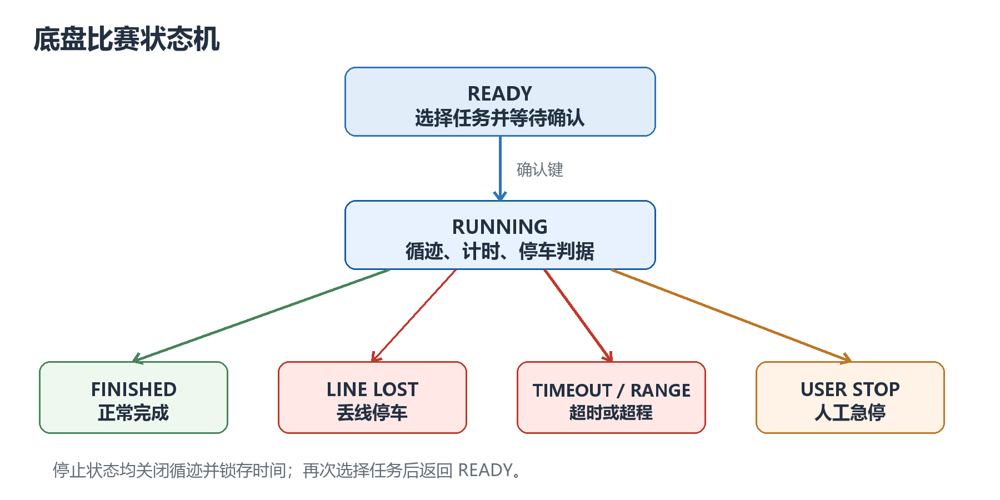 底盘比赛状态机
READY
选择任务并等待确认
确认键
RUNNING
循迹、计时、停车判据
FINISHED
正常完成
LINE LOST
丢线停车
TIMEOUT / RANGE
超时或超程
USER STOP
人工急停
停止状态均关闭循迹并锁存时间；再次选择任务后返回 READY。